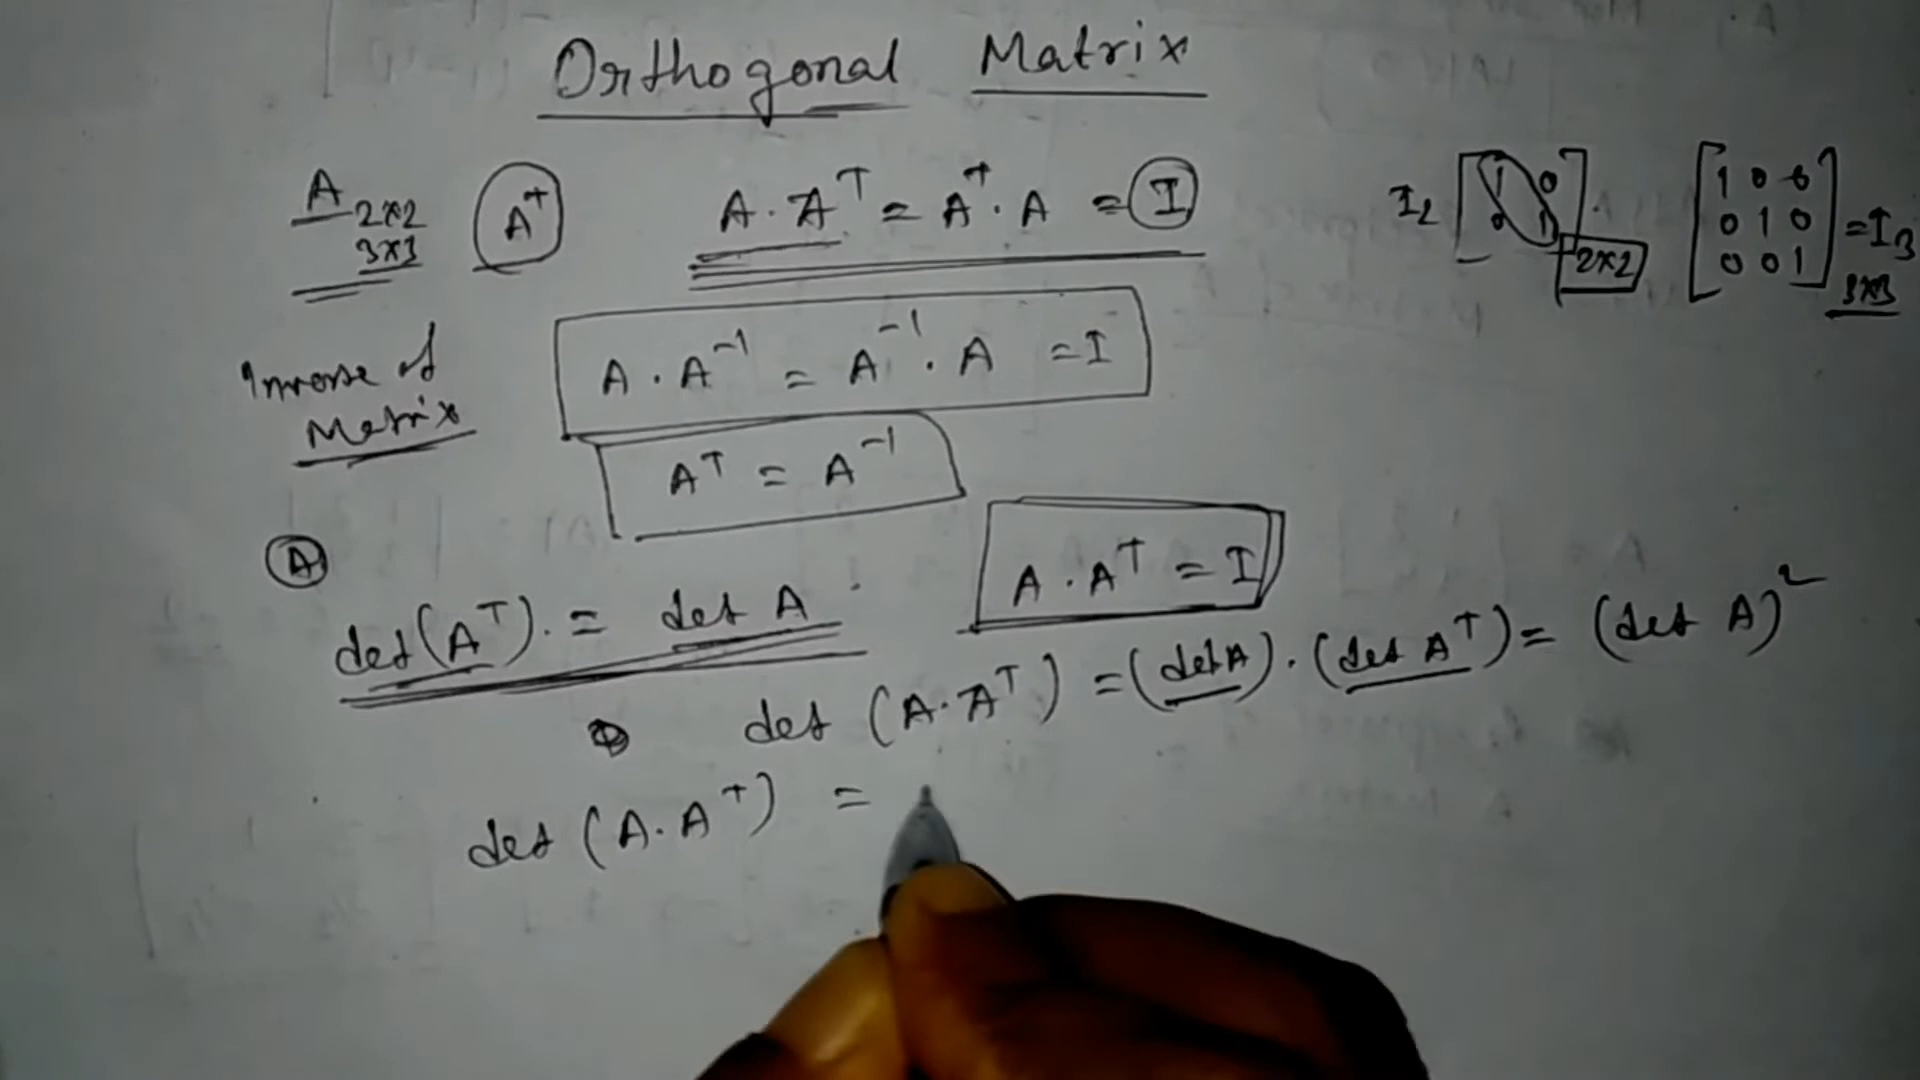 Orthogonal Matrix
A 2×2 3×3
A^T
A . A^T = A^T . A = I
I2 [1 0 0 1] 2×2
[1 0 0
0 1 0
0 0 1] = I3
3×3
Inverse of
Matrix
A . A^-1 = A^-1 . A = I
A^T = A^-1
A
A . A^T = I
det(A^T) . = det A
det (A . A^T) = (det A) . (det A^T) = (det A)^2
det (A . A^T) =